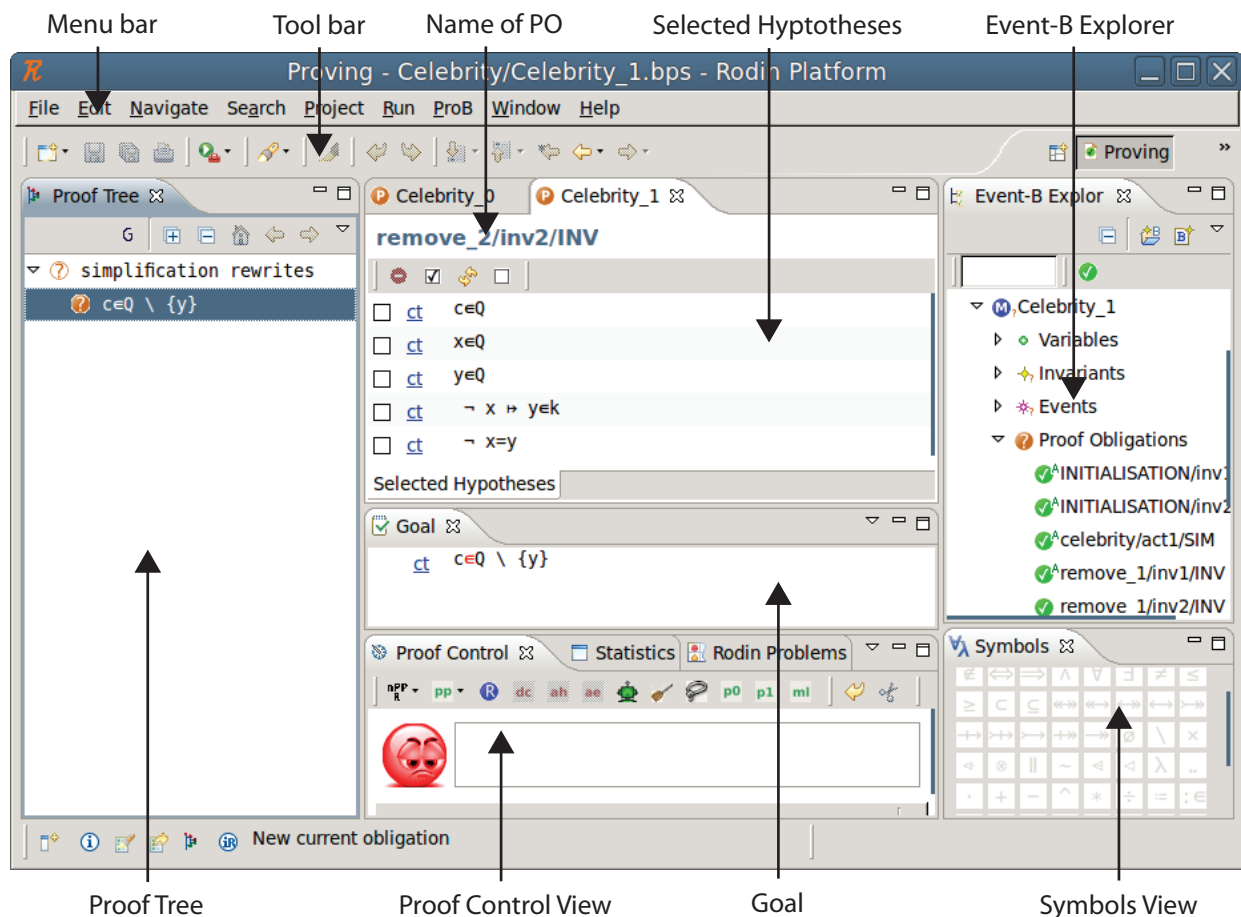 Menu bar
Tool bar
Name of PO
Selected Hyptotheses
Event-B Explorer
Proving - Celebrity/Celebrity_1.bps - Rodin Platform
File Edit Navigate Search Project Run ProB Window Help
Proving
»
Proof Tree
Celebrity_0
Celebrity_1
Event-B Explor
G
remove_2/inv2/INV
simplification rewrites
c∈Q \ {y}
ct c∈Q
ct x∈Q
ct y∈Q
ct ¬ x ↦ y∈k
ct ¬ x=y
Selected Hypotheses
Celebrity_1
Variables
Invariants
Events
Proof Obligations
INITIALISATION/inv1
INITIALISATION/inv2
celebrity/act1/SIM
remove_1/inv1/INV
remove_1/inv2/INV
Goal
ct c∈Q \ {y}
Proof Control
Statistics
Rodin Problems
Symbols
nPP R pp R dc ah ae p0 p1 ml
∉ ⇔ ⇒ ∧ ∀ ∃ ≠ ≤
New current obligation
Proof Tree
Proof Control View
Goal
Symbols View